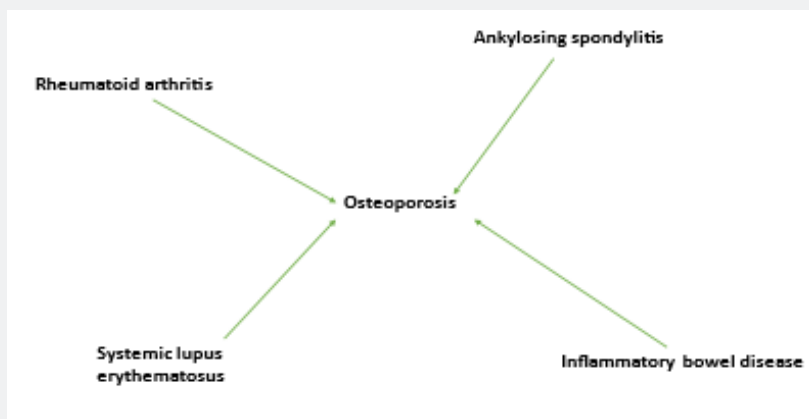 Ankylosing spondylitis
Rheumatoid arthritis
Osteoporosis
Systemic lupus
erythematosus
Inflammatory bowel disease